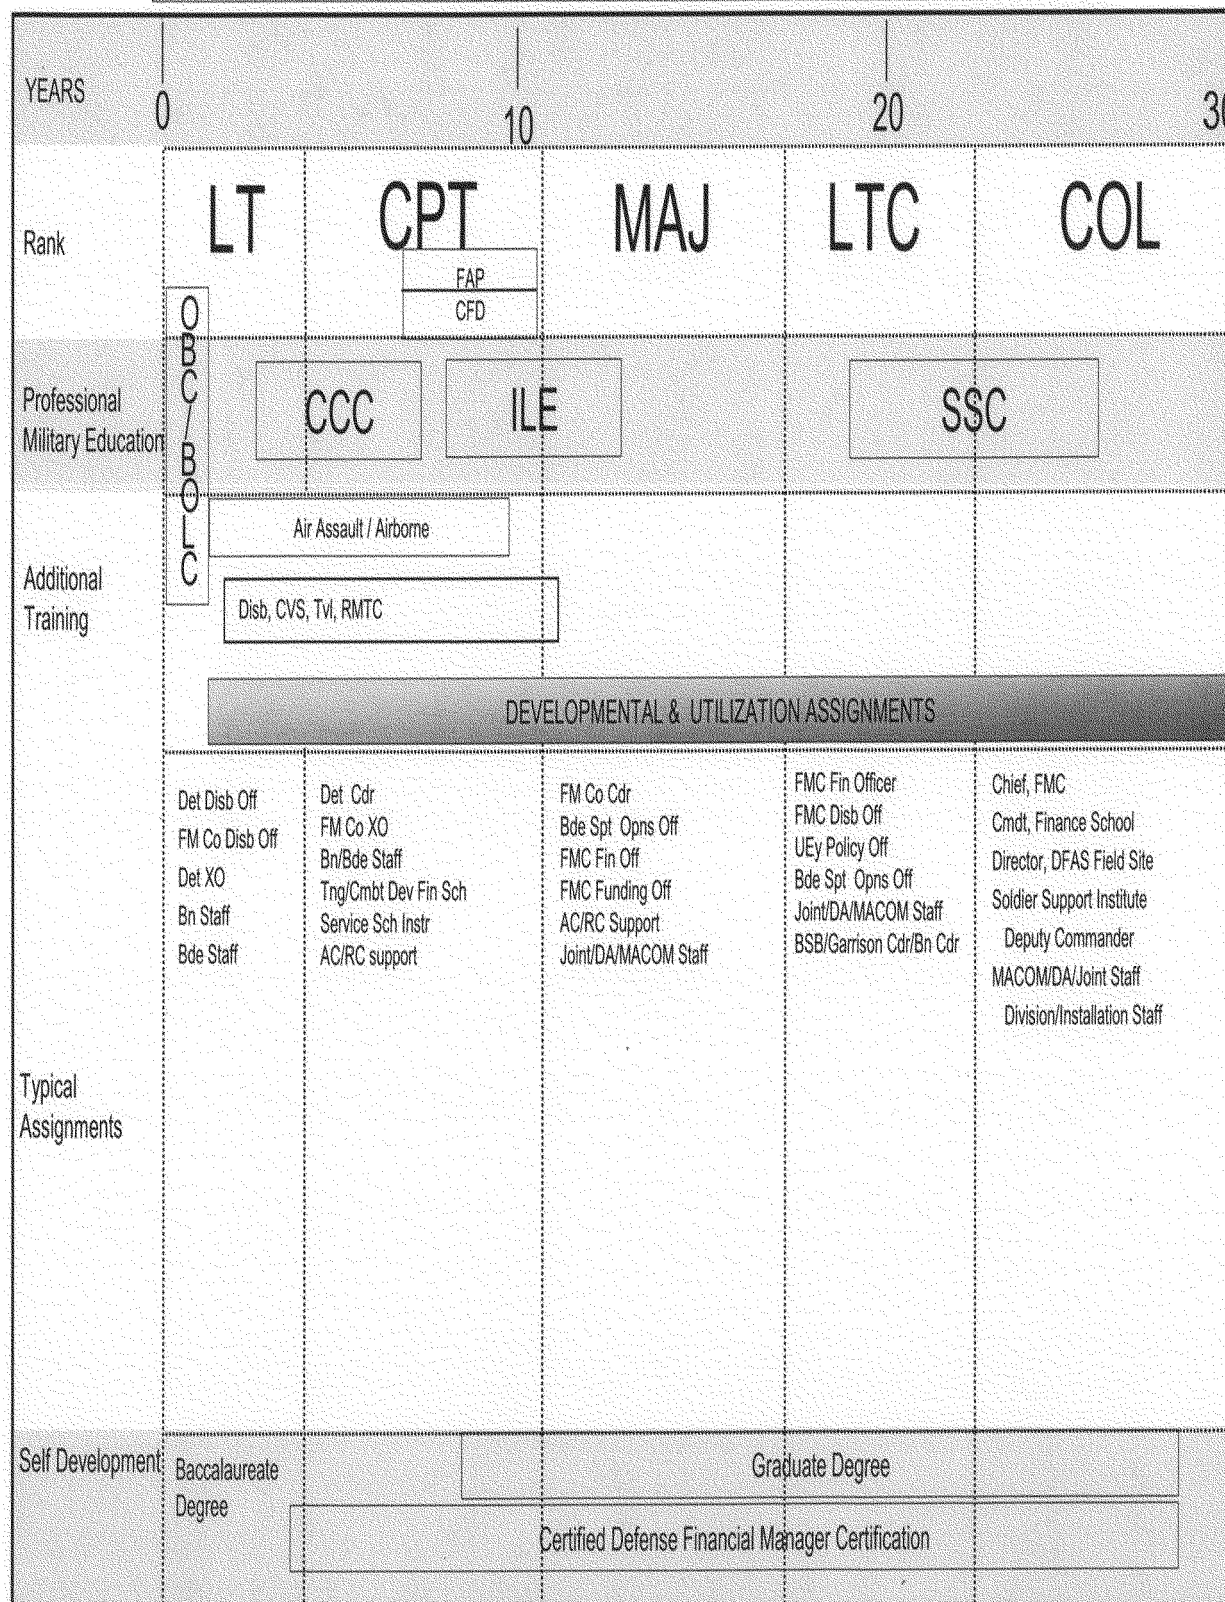 YEARS
0
10
20
30
Rank
LT
CPT
MAJ
LTC
COL
FAP
CFD
OBC/BOLC
Professional
Military Education
CCC
ILE
SSC
Additional
Training
Air Assault / Airborne
Disb, CVS, Tvl, RMTC
DEVELOPMENTAL & UTILIZATION ASSIGNMENTS
Typical
Assignments
Det Disb Off
FM Co Disb Off
Det XO
Bn Staff
Bde Staff
Det Cdr
FM Co XO
Bn/Bde Staff
Tng/Cmbt Dev Fin Sch
Service Sch Instr
AC/RC support
FM Co Cdr
Bde Spt Opns Off
FMC Fin Off
FMC Funding Off
AC/RC Support
Joint/DA/MACOM Staff
FMC Fin Officer
FMC Disb Off
UEy Policy Off
Bde Spt Opns Off
Joint/DA/MACOM Staff
BSB/Garrison Cdr/Bn Cdr
Chief, FMC
Cmdt, Finance School
Director, DFAS Field Site
Soldier Support Institute
Deputy Commander
MACOM/DA/Joint Staff
Division/Installation Staff
Self Development
Baccalaureate
Degree
Graduate Degree
Certified Defense Financial Manager Certification